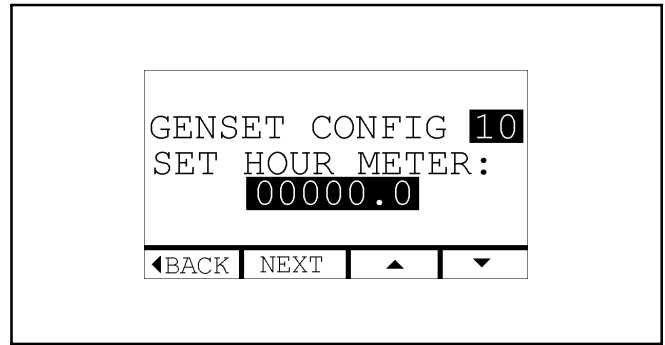 GENSET CONFIG 10
SET HOUR METER:
00000.0
◀BACK NEXT ▲ ▼